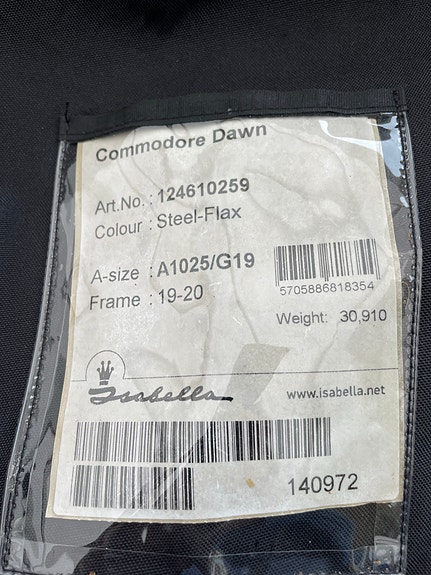 Commodore Dawn
Art.No. : 124610259
Colour : Steel-Flax
A-size : A1025/G19
Frame : 19-20
5705886818354
Weight: 30,910
Isabella
www.isabella.net
140972